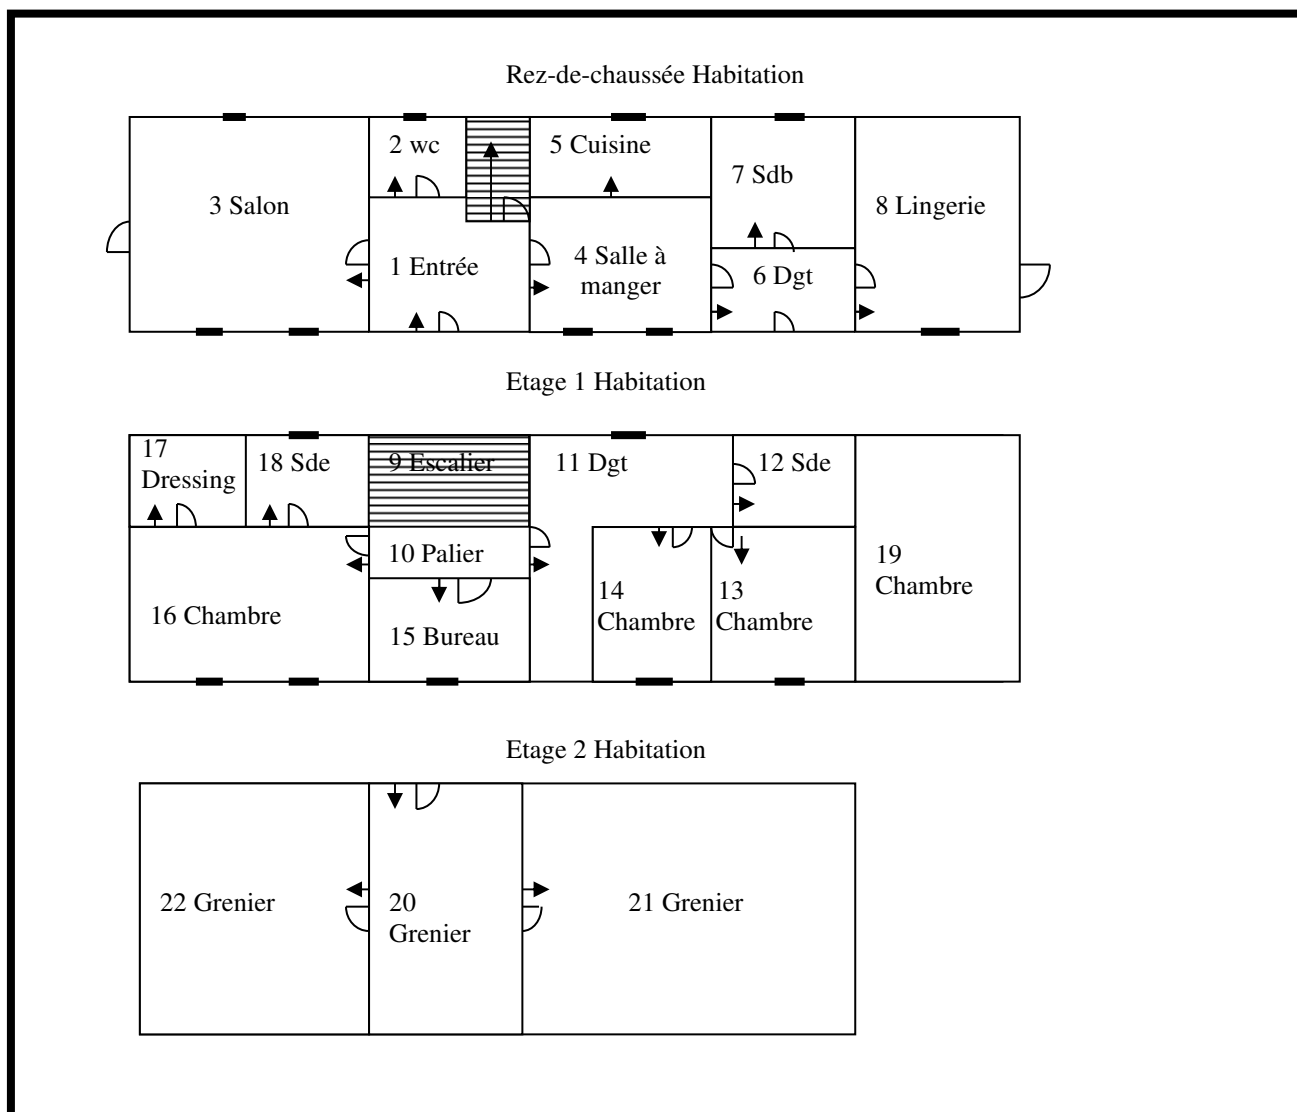 Rez-de-chaussée Habitation
2 wc
5 Cuisine
7 Sdb
3 Salon
8 Lingerie
1 Entrée
4 Salle à
manger
6 Dgt
Etage 1 Habitation
17
Dressing
18 Sde
9 Escalier
11 Dgt
12 Sde
10 Palier
19
Chambre
16 Chambre
14
Chambre
13
Chambre
15 Bureau
Etage 2 Habitation
22 Grenier
20
Grenier
21 Grenier